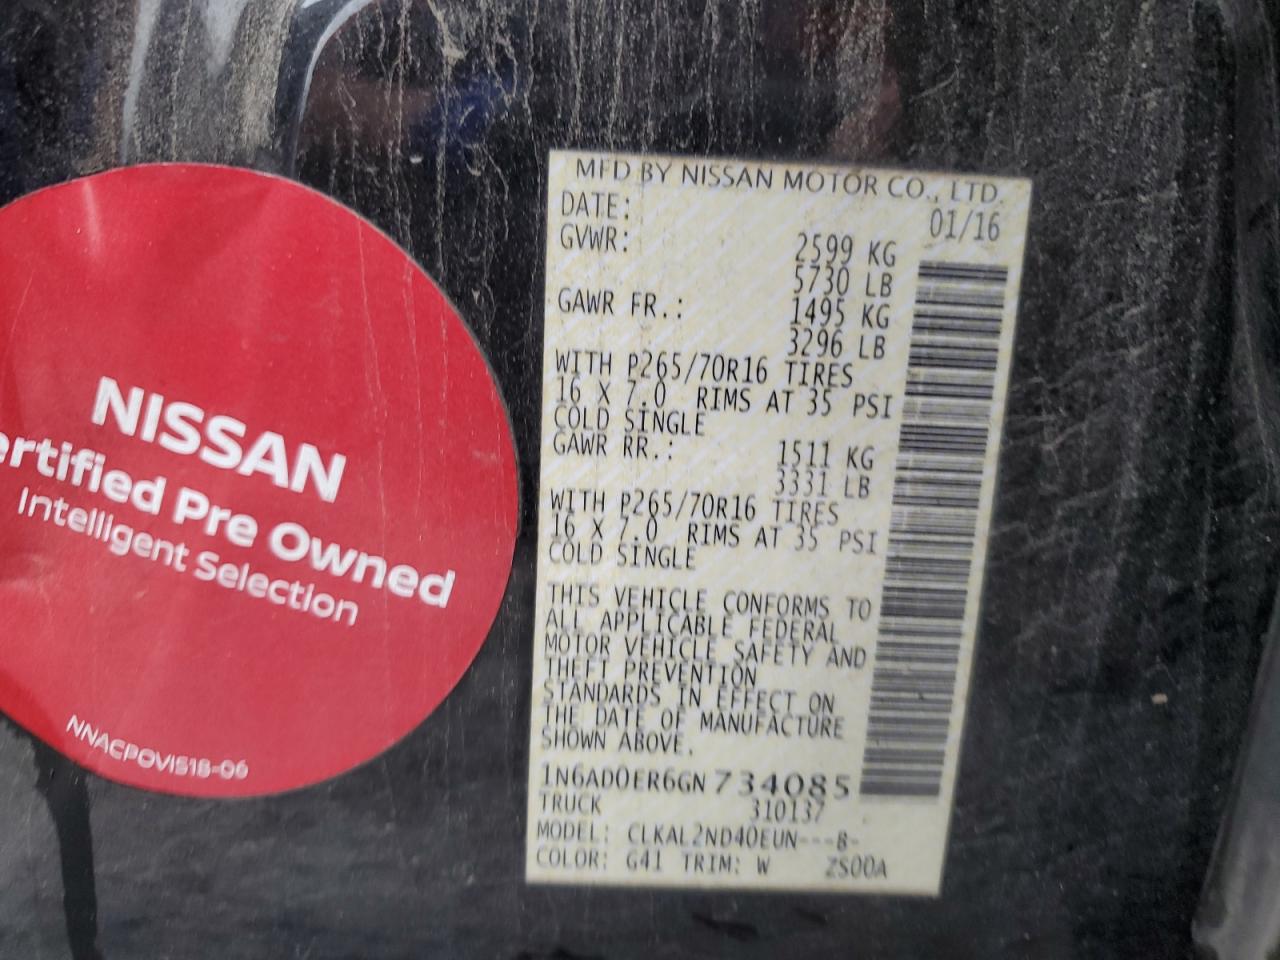 NISSAN
ertified Pre Owned
Intelligent Selection
NNACPOVIS18-06
MFD BY NISSAN MOTOR CO., LTD.
DATE: 01/16
GVWR: 2599 KG
5730 LB
GAWR FR.: 1495 KG
3296 LB
WITH P265/70R16 TIRES
16 X 7.0 RIMS AT 35 PSI
COLD SINGLE
GAWR RR.: 1511 KG
3331 LB
WITH P265/70R16 TIRES
16 X 7.0 RIMS AT 35 PSI
COLD SINGLE
THIS VEHICLE CONFORMS TO
ALL APPLICABLE FEDERAL
MOTOR VEHICLE SAFETY AND
THEFT PREVENTION
STANDARDS IN EFFECT ON
THE DATE OF MANUFACTURE
SHOWN ABOVE.
1N6AD0ER6GN734085
TRUCK 310137
MODEL: CLKAL2ND40EUN---B-
COLOR: G41 TRIM: W ZS00A